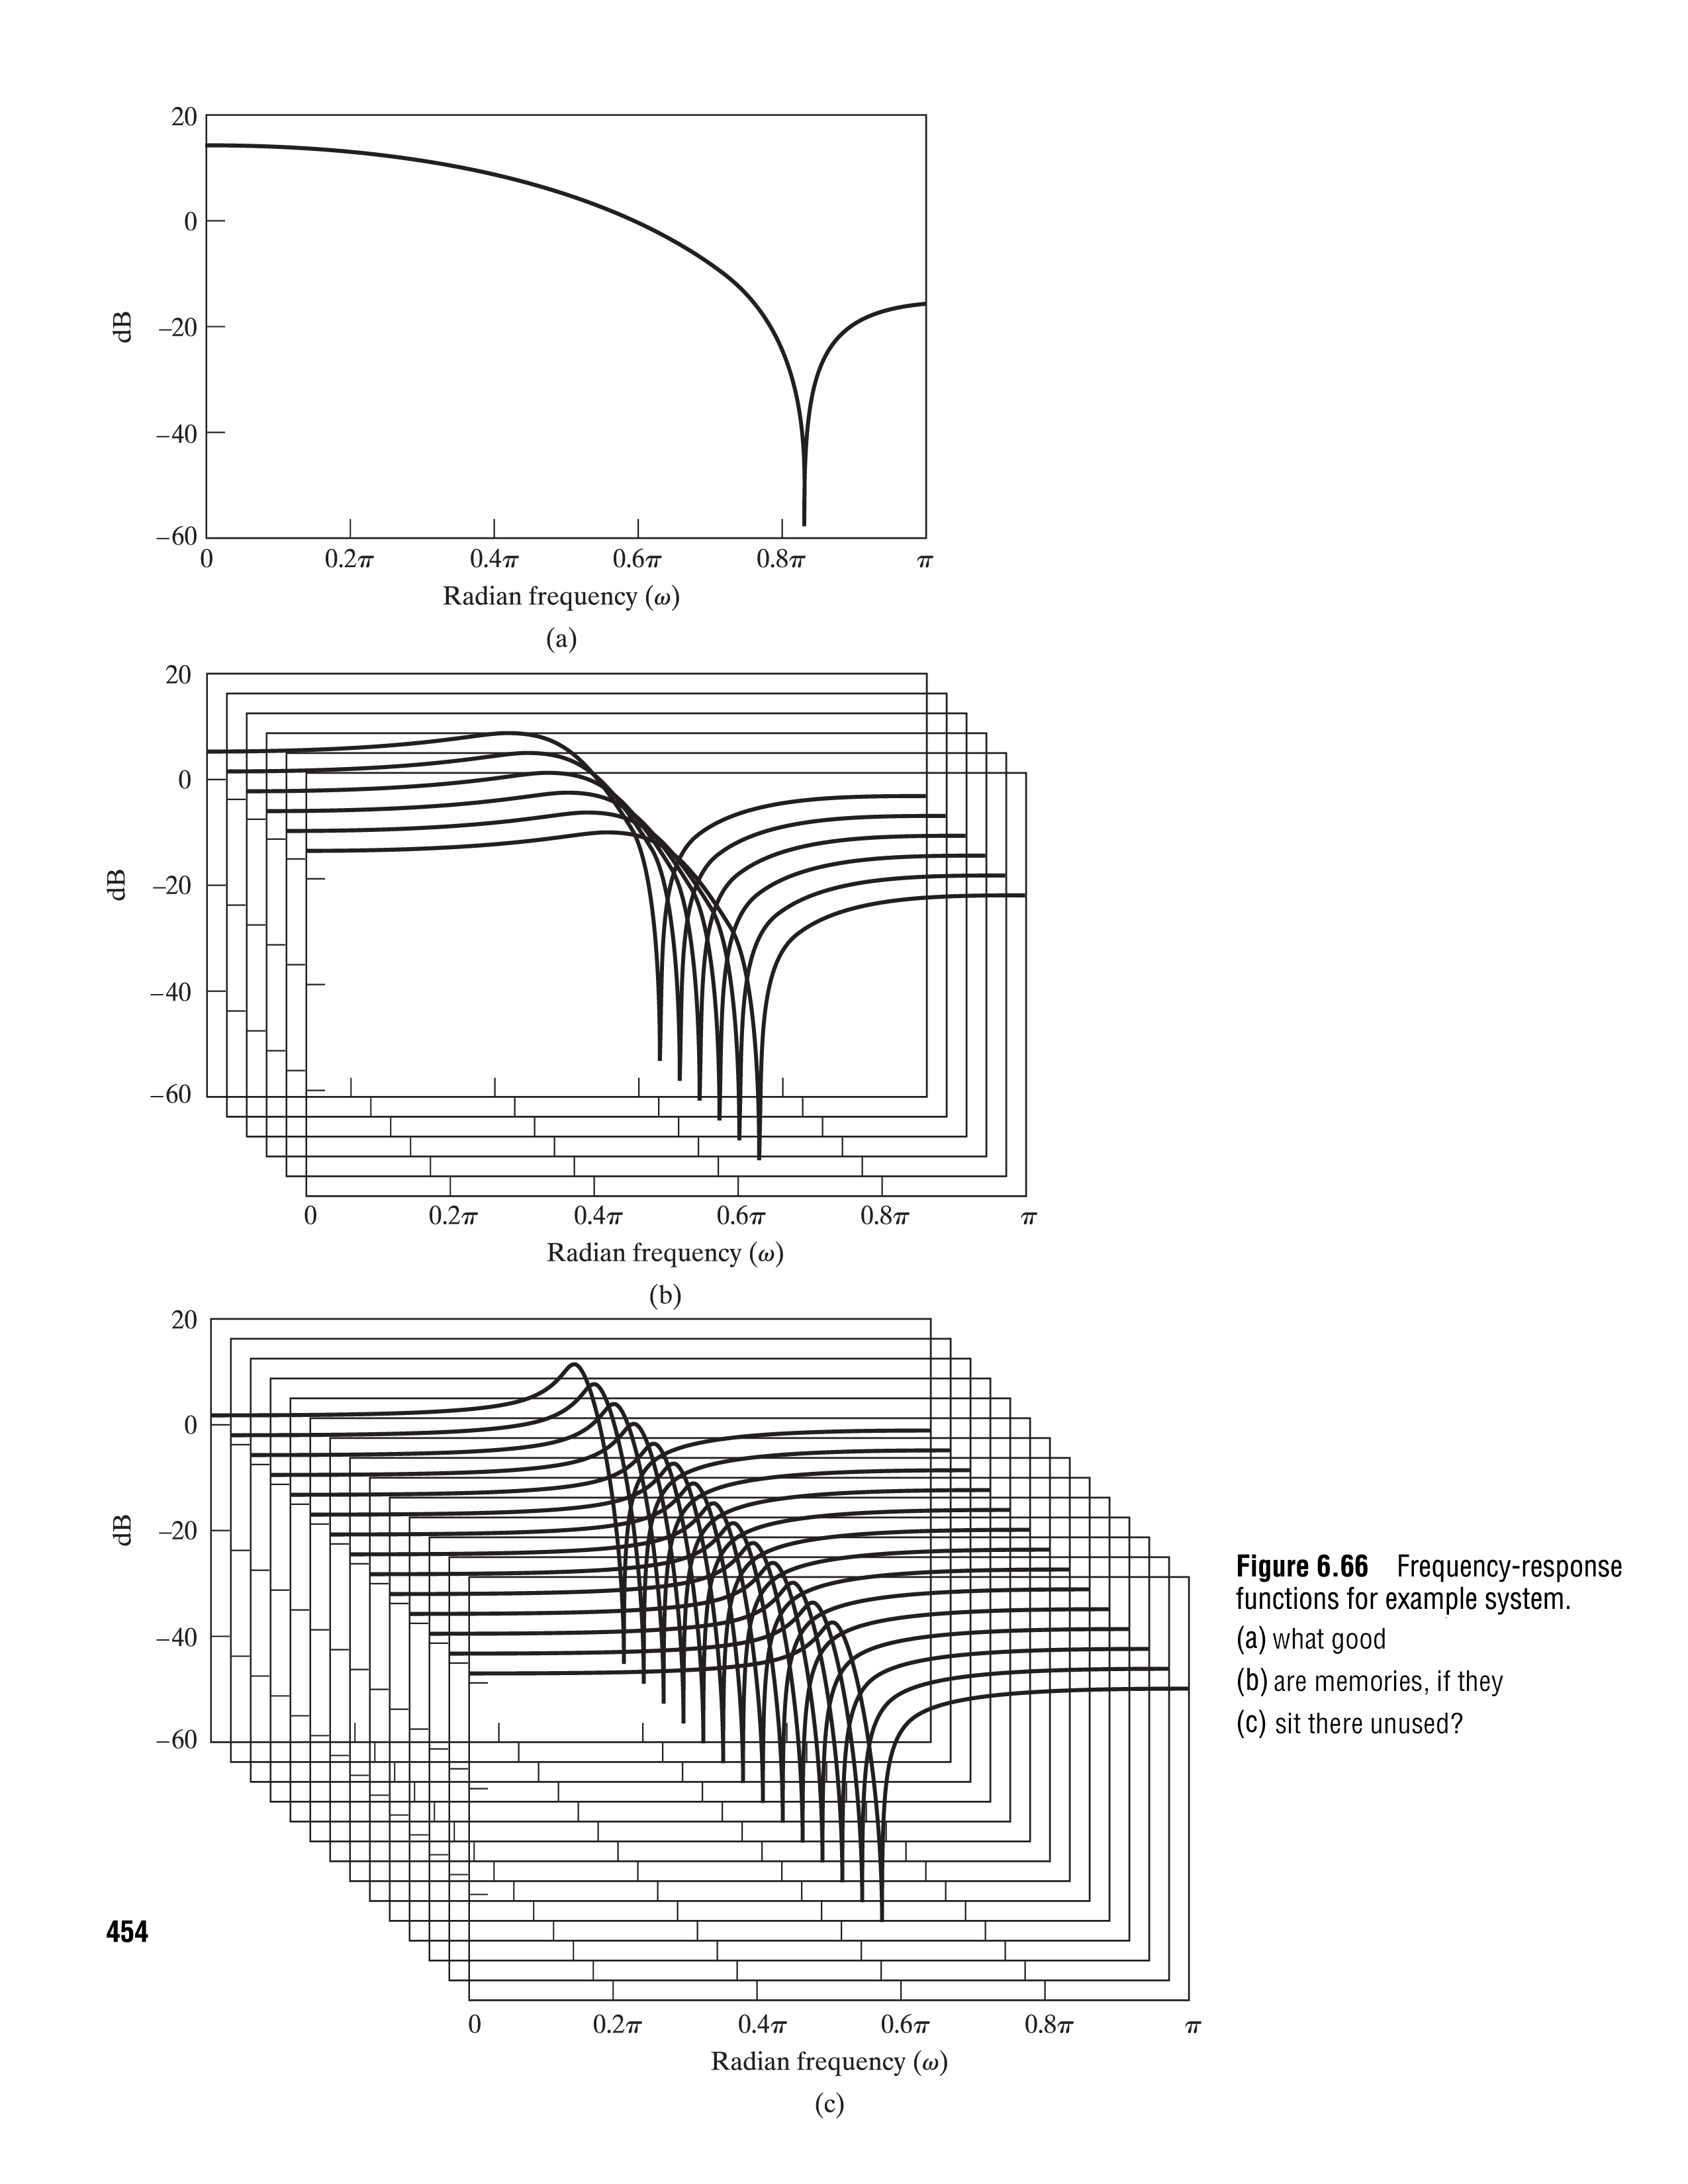 20
0
dB
–20
–40
–60
0 0.2π 0.4π 0.6π 0.8π π
Radian frequency (ω)
(a)
20
0
dB
–20
–40
–60
0 0.2π 0.4π 0.6π 0.8π π
Radian frequency (ω)
(b)
20
0
dB
–20
–40
–60
0 0.2π 0.4π 0.6π 0.8π π
Radian frequency (ω)
(c)
Figure 6.66 Frequency-response
functions for example system.
(a) what good
(b) are memories, if they
(c) sit there unused?
454